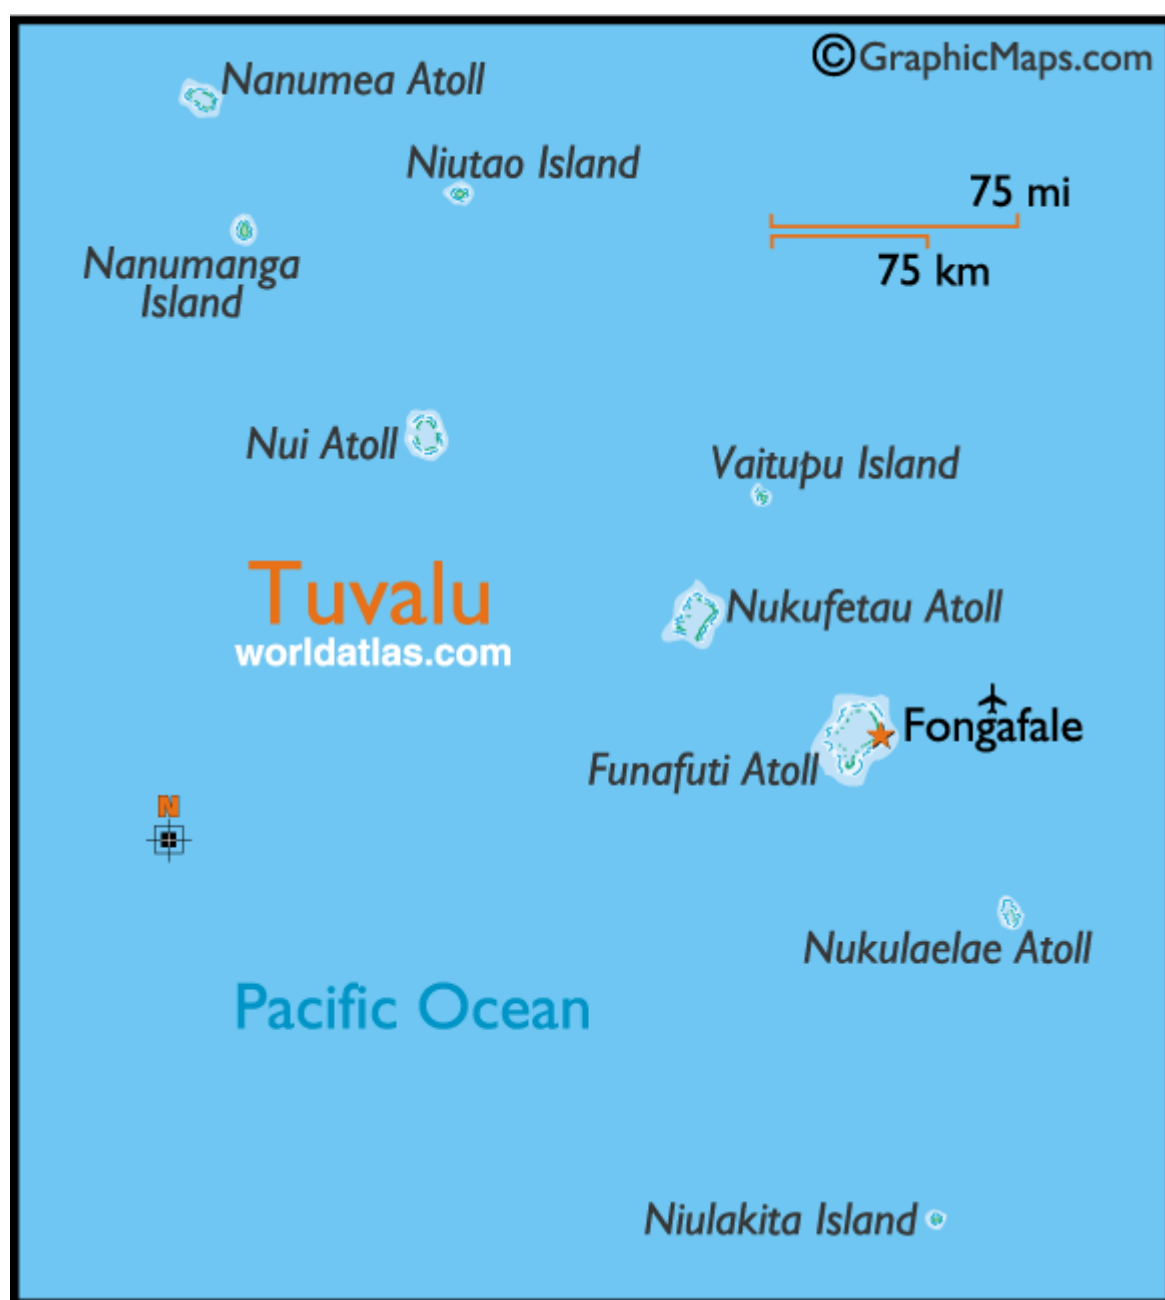 ©GraphicMaps.com
Nanumea Atoll
Niutao Island
75 mi
75 km
Nanumanga
Island
Nui Atoll
Vaitupu Island
Tuvalu
worldatlas.com
Nukufetau Atoll
Fongafale
Funafuti Atoll
N
Nukulaelae Atoll
Pacific Ocean
Niulakita Island